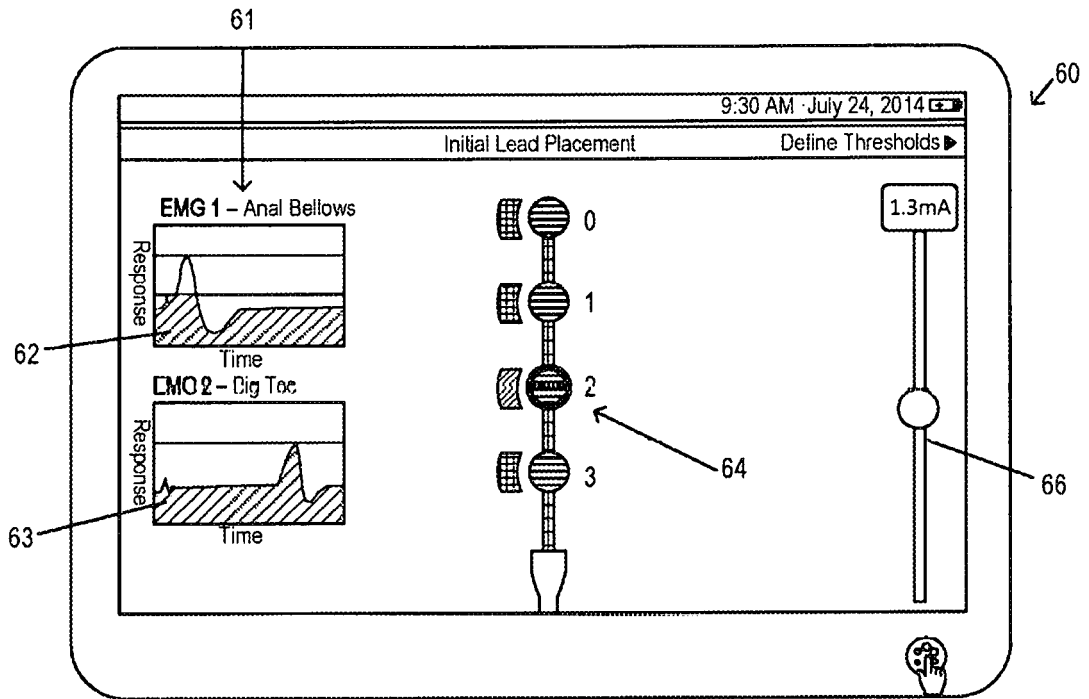 61
60
9:30 AM · July 24, 2014
Initial Lead Placement
Define Thresholds
EMG 1 – Anal Bellows
Response
Time
62
EMG 2 – Big Toe
Response
Time
63
0
1
2
3
64
1.3mA
66